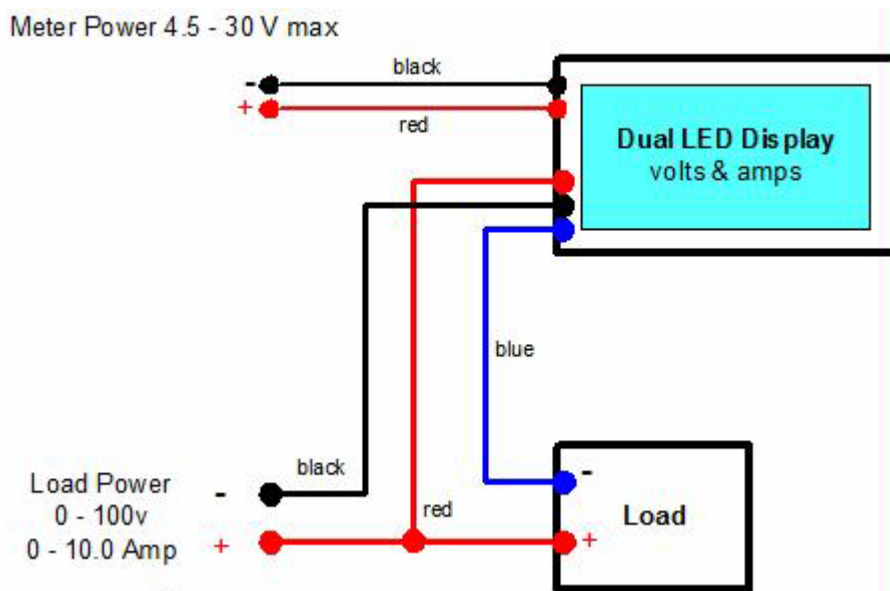 Meter Power 4.5 - 30 V max
black
-
+
red
Dual LED Display
volts & amps
blue
black
Load Power
0 - 100v
0 - 10.0 Amp
-
+
red
-
+
Load